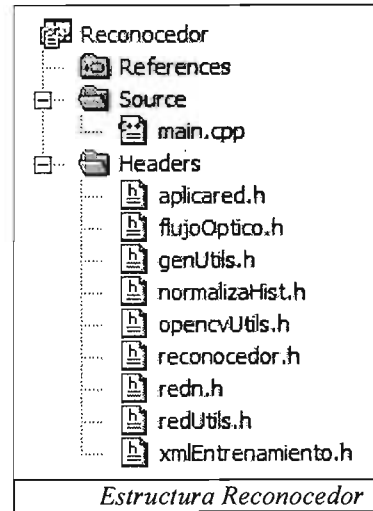 Reconocedor
References
Source
main.cpp
Headers
aplicared.h
flujoOptico.h
genUtils.h
normalizaHist.h
opencvUtils.h
reconocedor.h
redn.h
redUtils.h
xmlEntrenamiento.h
Estructura Reconocedor